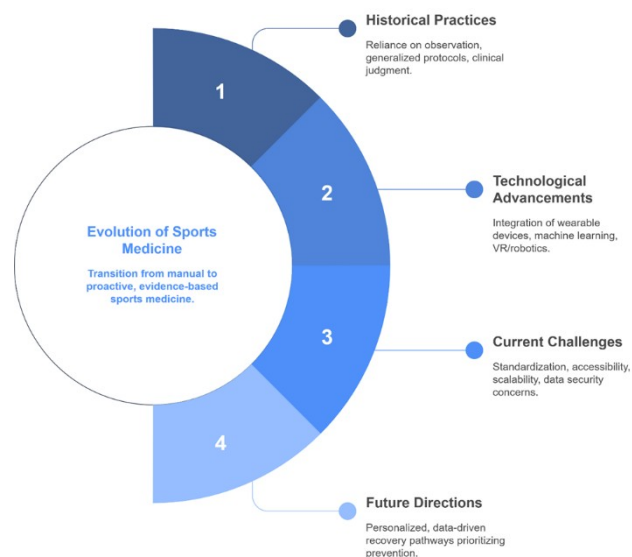 Historical Practices
Reliance on observation,
generalized protocols, clinical
judgment.
1
2
Technological
Advancements
Integration of wearable
devices, machine learning,
VR/robotics.
Evolution of Sports
Medicine
Transition from manual to
proactive, evidence-based
sports medicine.
3
Current Challenges
Standardization, accessibility,
scalability, data security
concerns.
4
Future Directions
Personalized, data-driven
recovery pathways prioritizing
prevention.